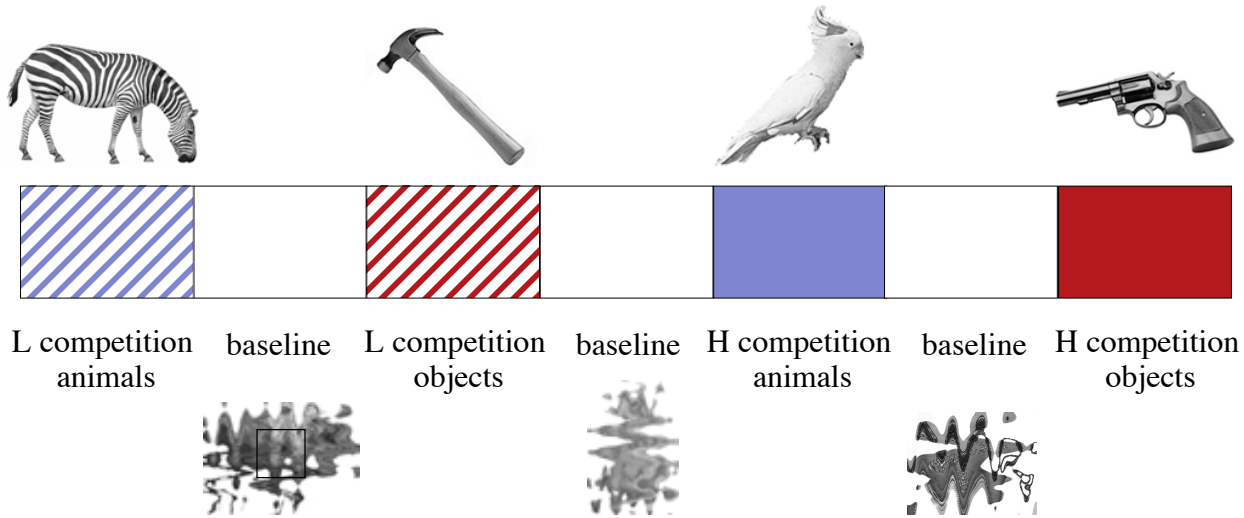 L competition
animals
baseline
L competition
objects
baseline
H competition
animals
baseline
H competition
objects